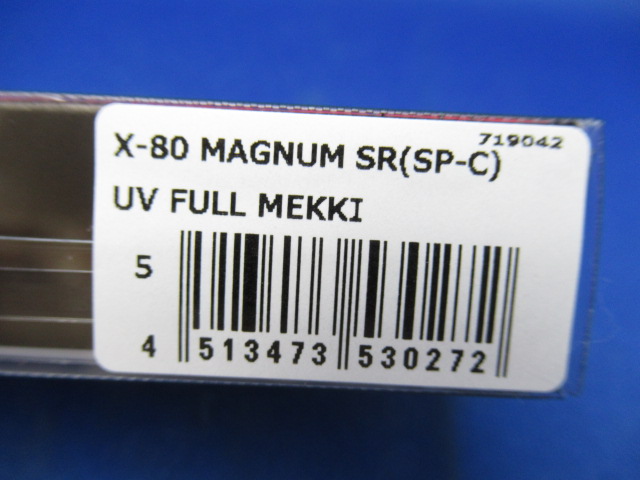 719042
X-80 MAGNUM SR(SP-C)
UV FULL MEKKI
5
4 513473 530272